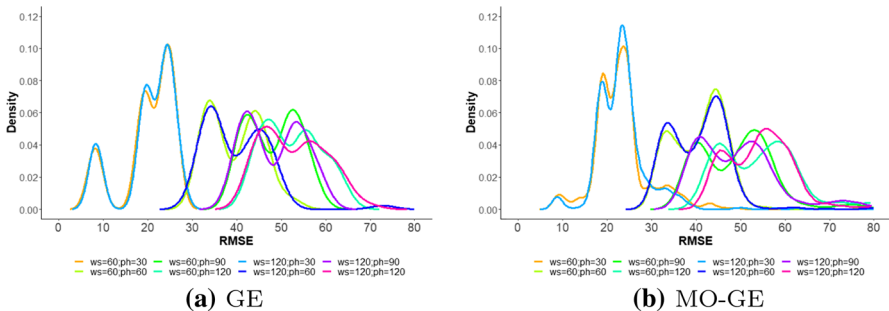 0.12
0.10
0.08
0.06
0.04
0.02
0.00
Density
0 10 20 30 40 50 60 70 80
RMSE
ws=60;ph=30 ws=60;ph=90 ws=120;ph=30 ws=120;ph=90
ws=60;ph=60 ws=60;ph=120 ws=120;ph=60 ws=120;ph=120
(a) GE
0.12
0.10
0.08
0.06
0.04
0.02
0.00
Density
0 10 20 30 40 50 60 70 80
RMSE
ws=60;ph=30 ws=60;ph=90 ws=120;ph=30 ws=120;ph=90
ws=60;ph=60 ws=60;ph=120 ws=120;ph=60 ws=120;ph=120
(b) MO-GE